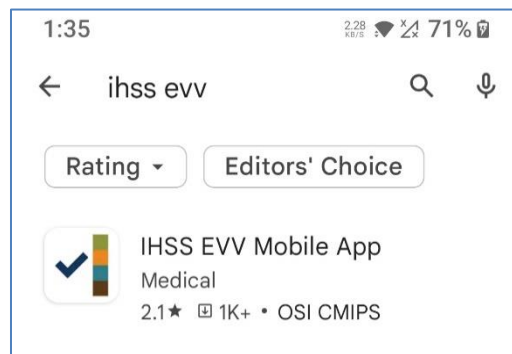 1:35 2.28 KB/S 71%
ihss evv
Rating Editors' Choice
IHSS EVV Mobile App
Medical
2.1★ 1K+ • OSI CMIPS